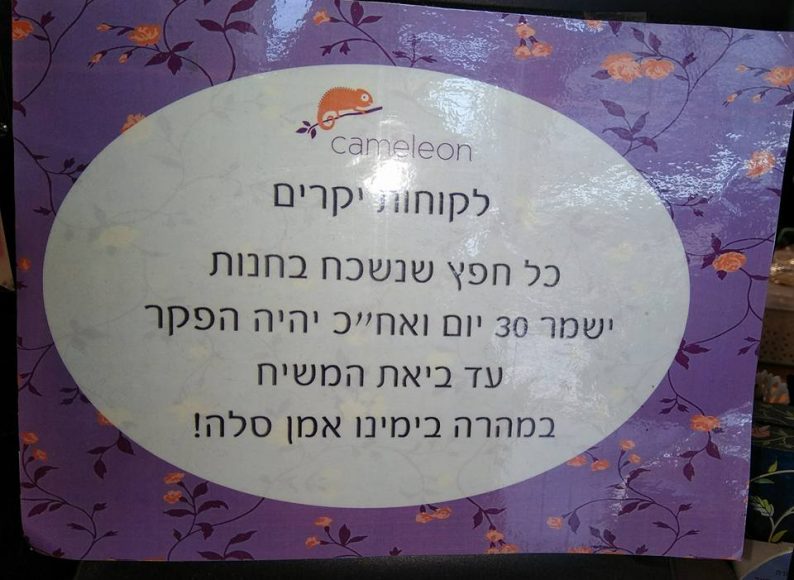 cameleon
לקוחות יקרים
כל חפץ שנשכח בחנות
ישמר 30 יום ואח"כ יהיה הפקר
עד ביאת המשיח
במהרה בימינו אמן סלה!